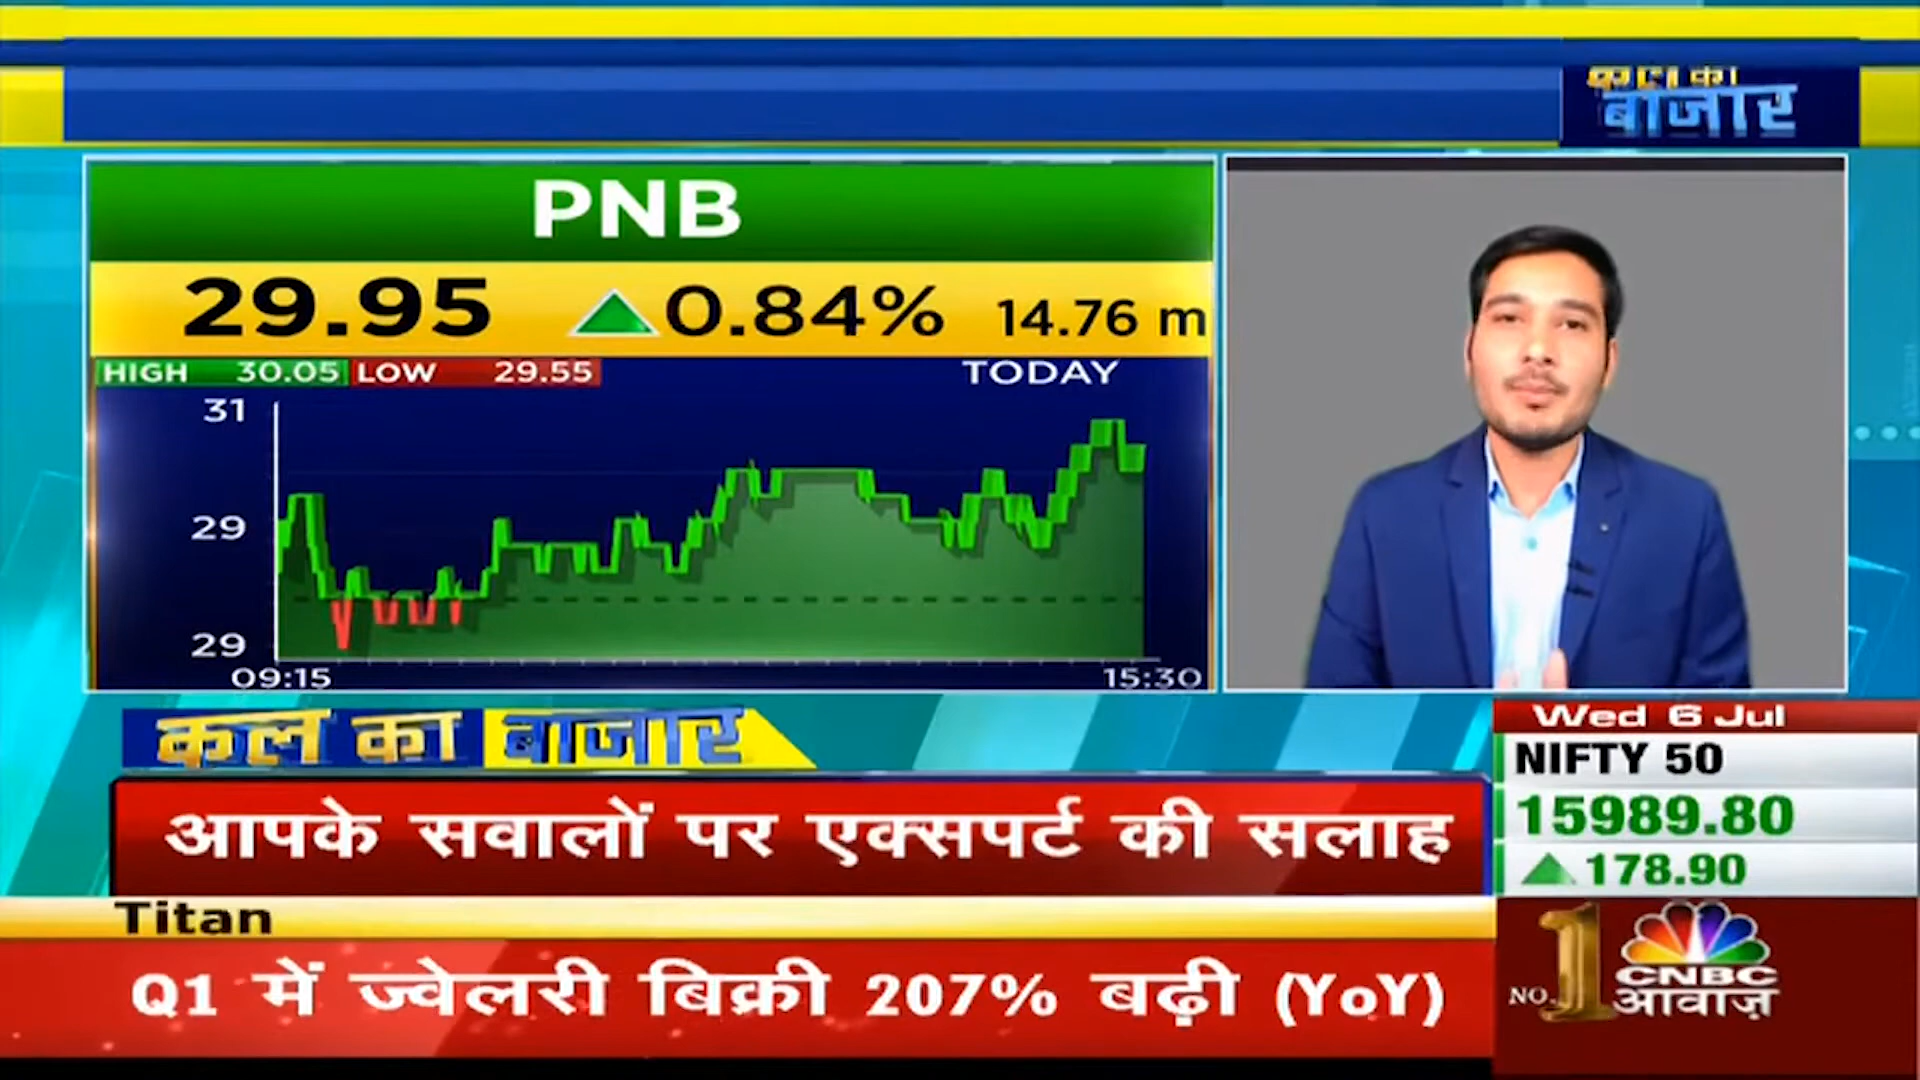 कल का
बाजार
PNB
29.95 0.84% 14.76 m
HIGH 30.05 LOW 29.55 TODAY
31
29
29
09:15 15:30
कल का बाजार
आपके सवालों पर एक्सपर्ट की सलाह
Titan
Q1 में ज्वेलरी बिक्री 207% बढ़ी (YoY)
Wed 6 Jul
NIFTY 50
15989.80
178.90
NO. 1 CNBC
आवाज़